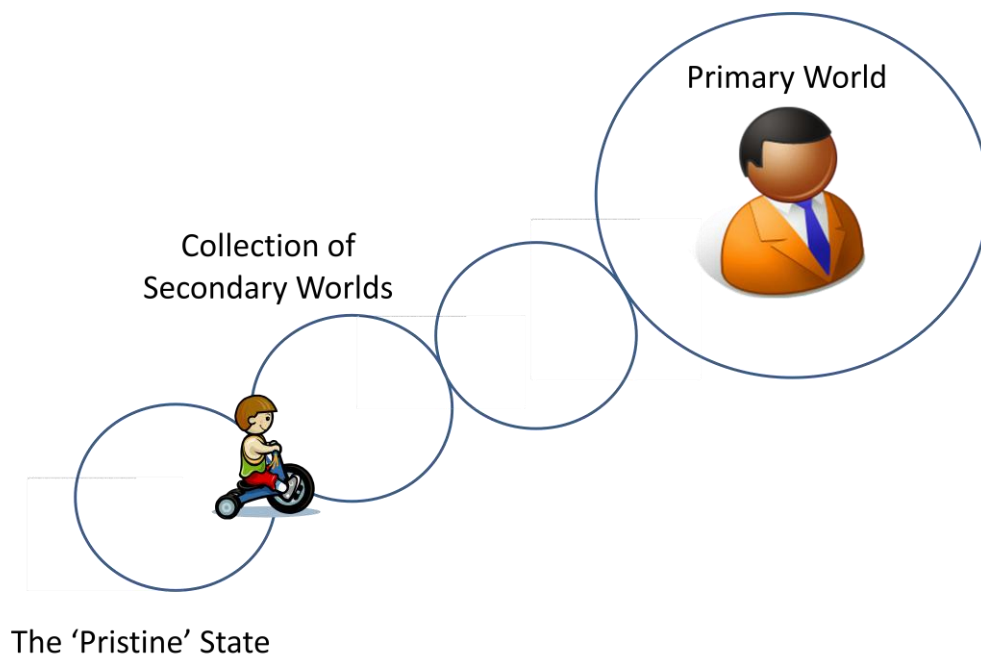 Primary World
Collection of
Secondary Worlds
The ‘Pristine’ State